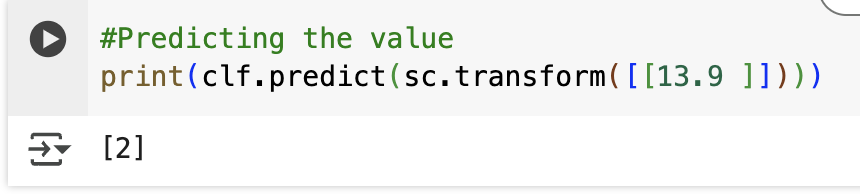 #Predicting the value
print(clf.predict(sc.transform([[13.9 ]])))
[2]